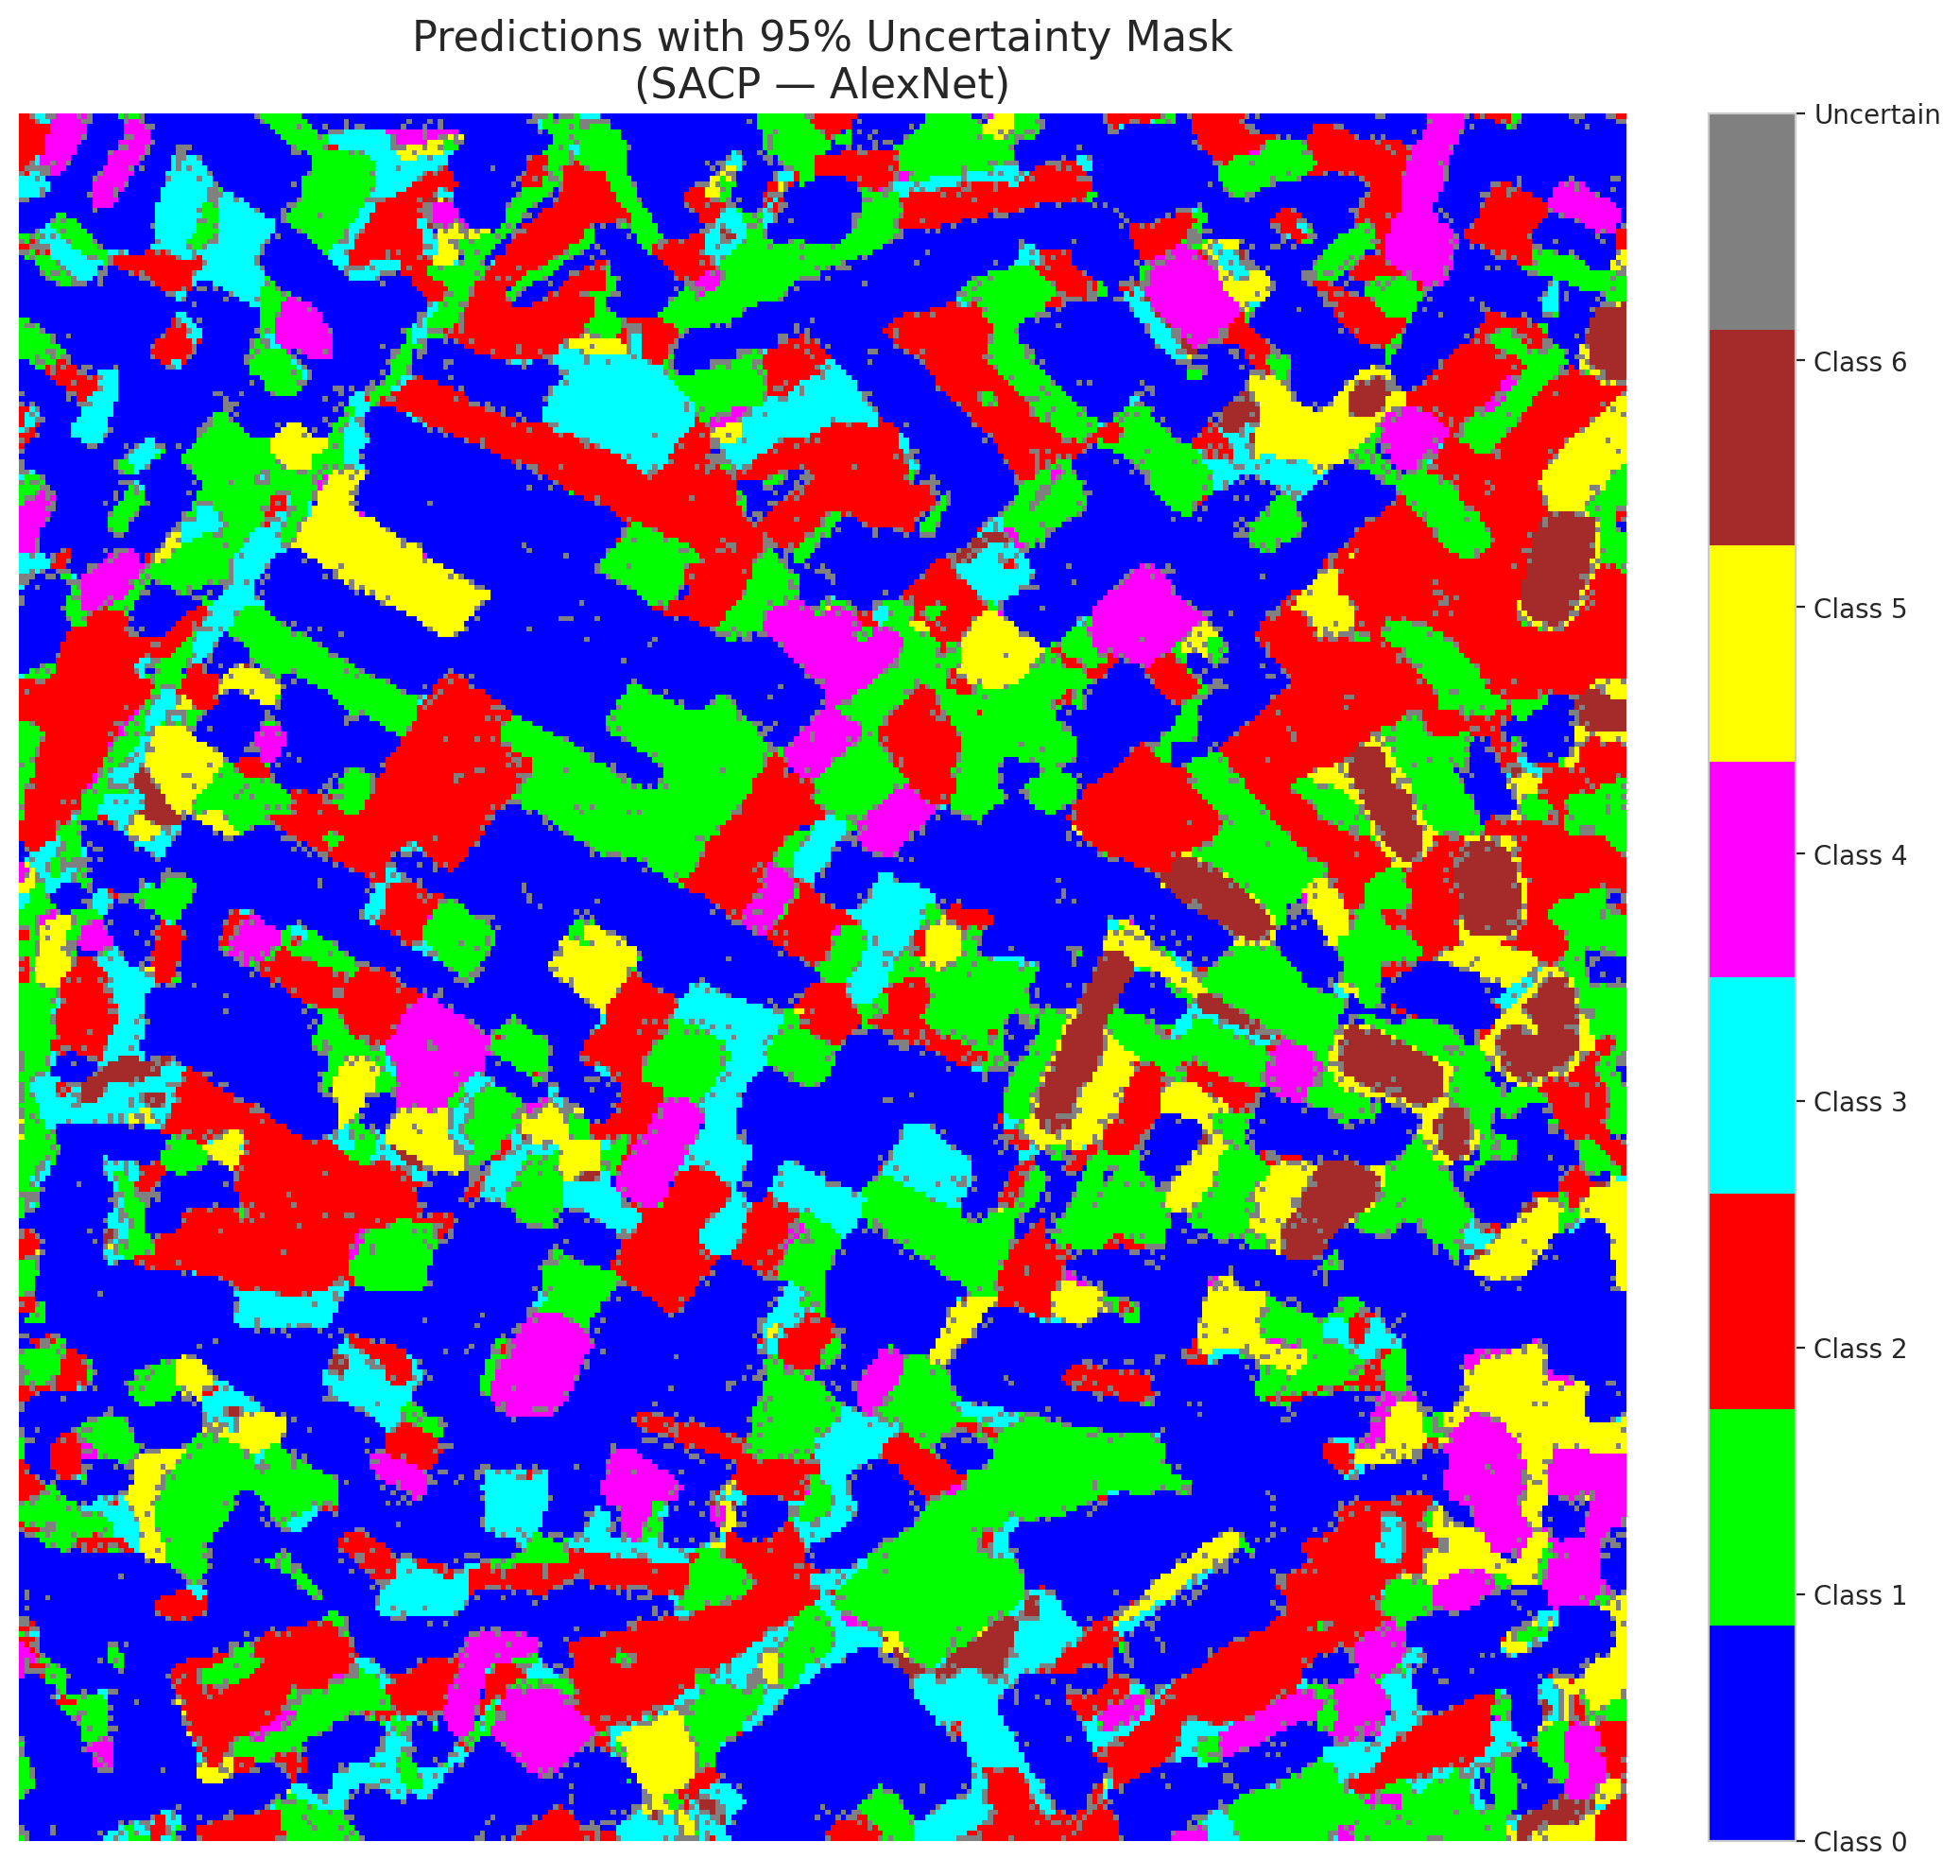 Predictions with 95% Uncertainty Mask
(SACP — AlexNet)
Uncertain
Class 6
Class 5
Class 4
Class 3
Class 2
Class 1
Class 0